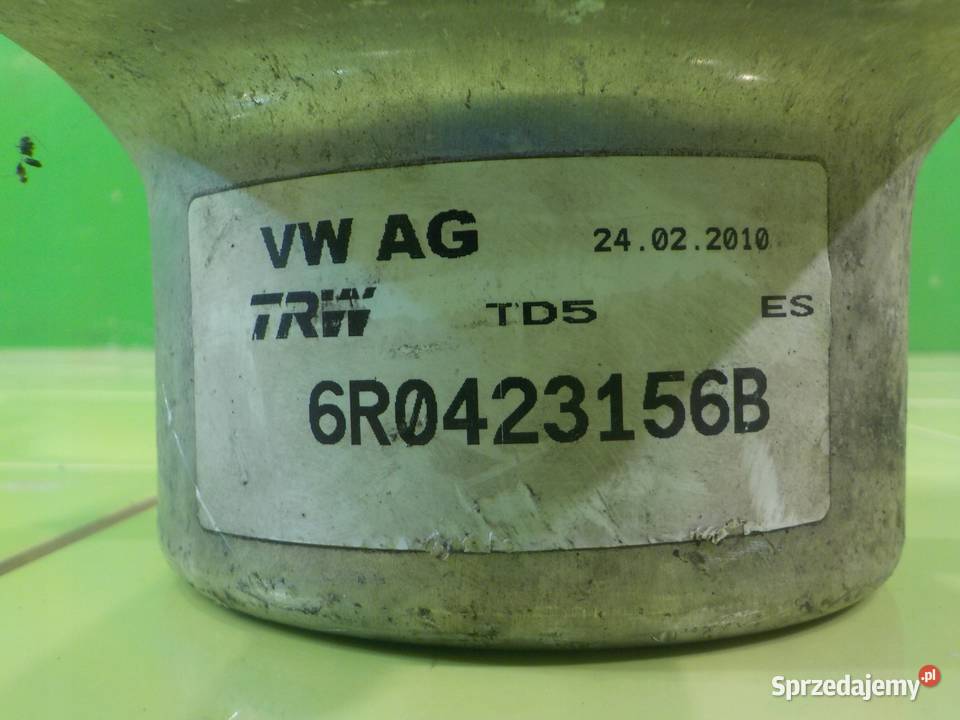 VW AG 24.02.2010
TRW TD5 ES
6R0423156B
Sprzedajemy.pl